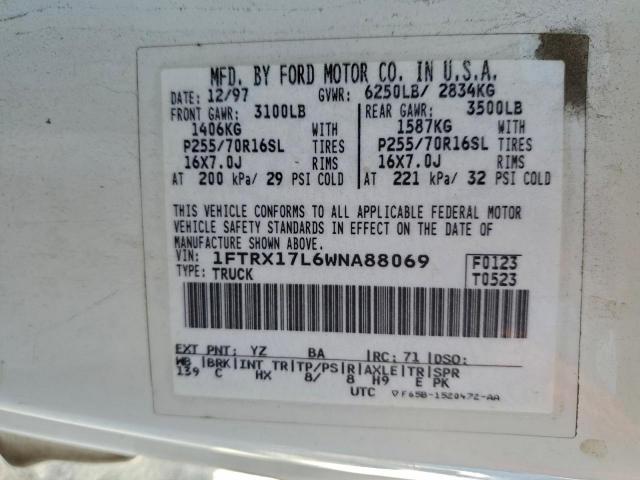 MFD. BY FORD MOTOR CO. IN U.S.A.
DATE: 12/97 GVWR: 6250LB/ 2834KG
FRONT GAWR: 3100LB REAR GAWR: 3500LB
1406KG WITH 1587KG WITH
P255/70R16SL TIRES P255/70R16SL TIRES
16X7.0J RIMS 16X7.0J RIMS
AT 200 kPa/ 29 PSI COLD AT 221 kPa/ 32 PSI COLD
THIS VEHICLE CONFORMS TO ALL APPLICABLE FEDERAL MOTOR
VEHICLE SAFETY STANDARDS IN EFFECT ON THE DATE OF
MANUFACTURE SHOWN ABOVE.
VIN: 1FTRX17L6WNA88069 F0123
TYPE: TRUCK T0523
EXT PNT: YZ BA RC: 71 DSO:
WB BRK INT TR TP/PS R AXLE TR SPR
139 C HX 8/ 8 H9 E PK
UTC ▽F65B-1520472-AA